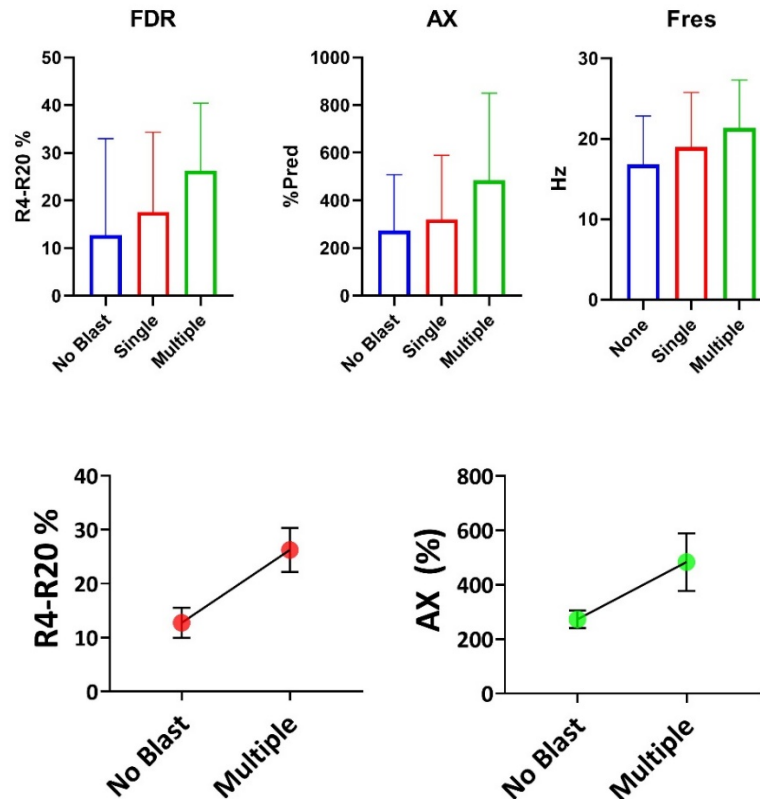 FDR
R4-R20 %
50
40
30
20
10
0
No Blast
Single
Multiple
AX
%Pred
1000
800
600
400
200
0
No Blast
Single
Multiple
Fres
Hz
30
20
10
0
None
Single
Multiple
R4-R20 %
40
30
20
10
0
No Blast
Multiple
AX (%)
800
600
400
200
0
No Blast
Multiple